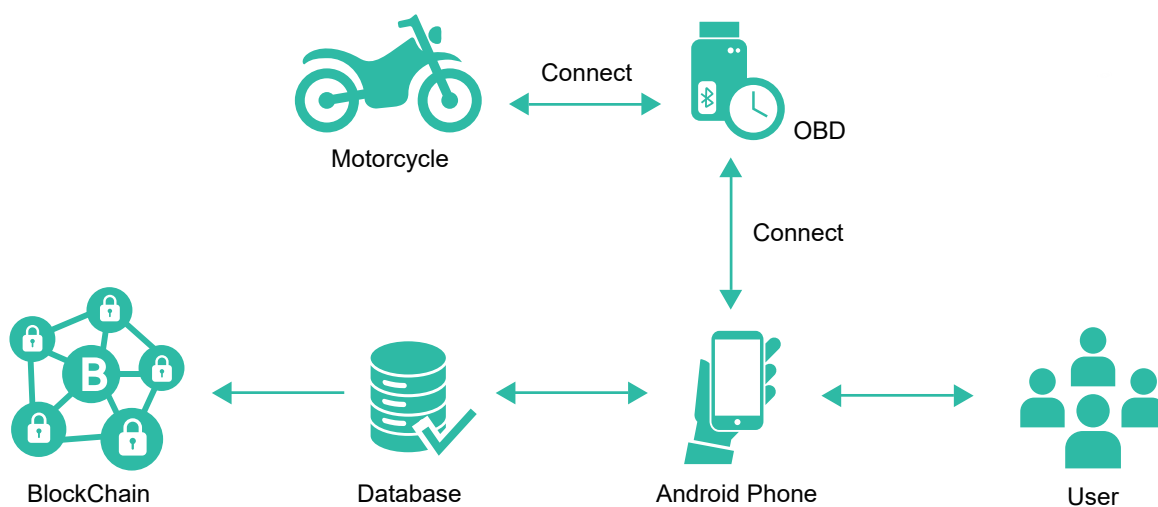 Connect
OBD
Motorcycle
Connect
B
BlockChain
Database
Android Phone
User